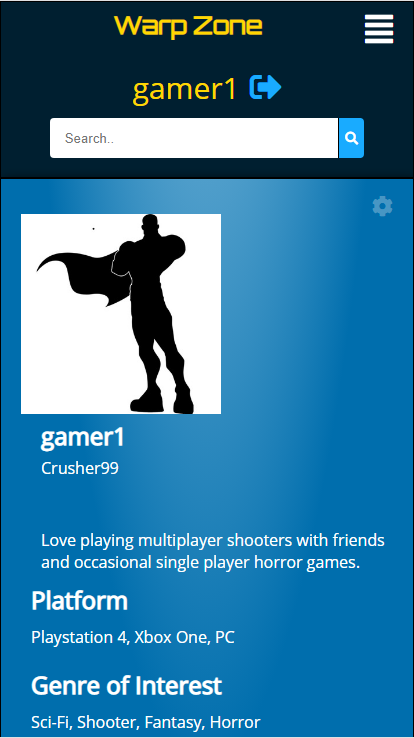 Warp Zone
gamer1
Search..
gamer1
Crusher99
Love playing multiplayer shooters with friends
and occasional single player horror games.
Platform
Playstation 4, Xbox One, PC
Genre of Interest
Sci-Fi, Shooter, Fantasy, Horror